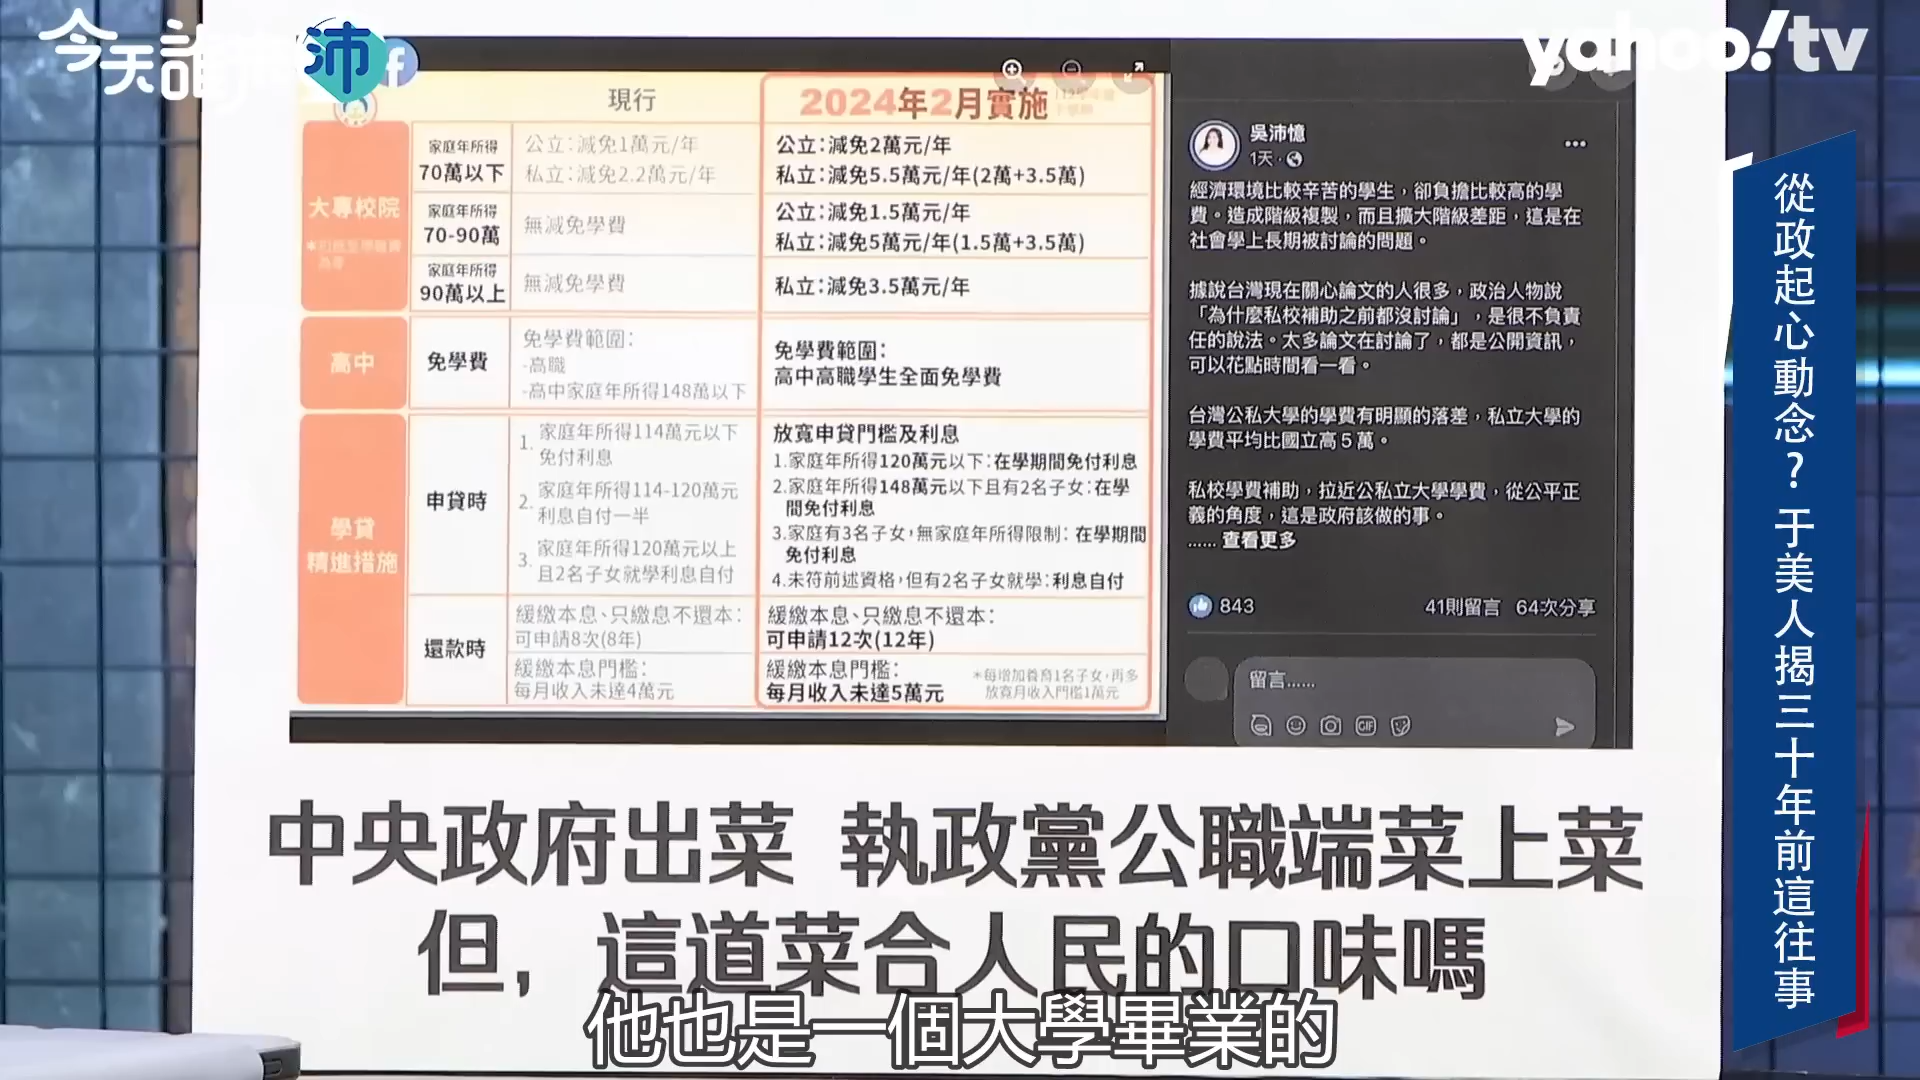 今天
沛
f
yahoo!tv
現行
2024年2月實施
大專校院
家庭年所得
70萬以下
公立：減免1萬元/年
私立：減免2.2萬元/年
公立：減免2萬元/年
私立：減免5.5萬元/年(2萬+3.5萬)
家庭年所得
70-90萬
無減免學費
公立：減免1.5萬元/年
私立：減免5萬元/年(1.5萬+3.5萬)
家庭年所得
90萬以上
無減免學費
私立：減免3.5萬元/年
高中
免學費
免學費範圍：
-高職
-高中家庭年所得148萬以下
免學費範圍：
高中高職學生全面免學費
學貸
精進措施
申貸時
1. 家庭年所得114萬元以下
免付利息
2. 家庭年所得114-120萬元
利息自付一半
3. 家庭年所得120萬元以上
且2名子女就學利息自付
放寬申貸門檻及利息
1.家庭年所得120萬元以下：在學期間免付利息
2.家庭年所得148萬元以下且有2名子女：在學
間免付利息
3.家庭有3名子女，無家庭年所得限制：在學期間
免付利息
4.未符前述資格，但有2名子女就學：利息自付
還款時
緩繳本息、只繳息不還本：
可申請8次(8年)
緩繳本息、只繳息不還本：
可申請12次(12年)
緩繳本息門檻：
每月收入未達4萬元
緩繳本息門檻：
每月收入未達5萬元
*每增加養育1名子女，再多
放寬月收入門檻1萬元
吳沛憶
1天·
經濟環境比較辛苦的學生，卻負擔比較高的學
費。造成階級複製，而且擴大階級差距，這是在
社會學上長期被討論的問題。
據說台灣現在關心論文的人很多，政治人物說
「為什麼私校補助之前都沒討論」，是很不負責
任的說法。太多論文在討論了，都是公開資訊，
可以花點時間看一看。
台灣公私大學的學費有明顯的落差，私立大學的
學費平均比國立高５萬。
私校學費補助，拉近公私立大學學費，從公平正
義的角度，這是政府該做的事。
...... 查看更多
843
41則留言 64次分享
留言......
GIF
從政起心動念？于美人揭三十年前這往事
中央政府出菜 執政黨公職端菜上菜
但，這道菜合人民的口味嗎
他也是一個大學畢業的